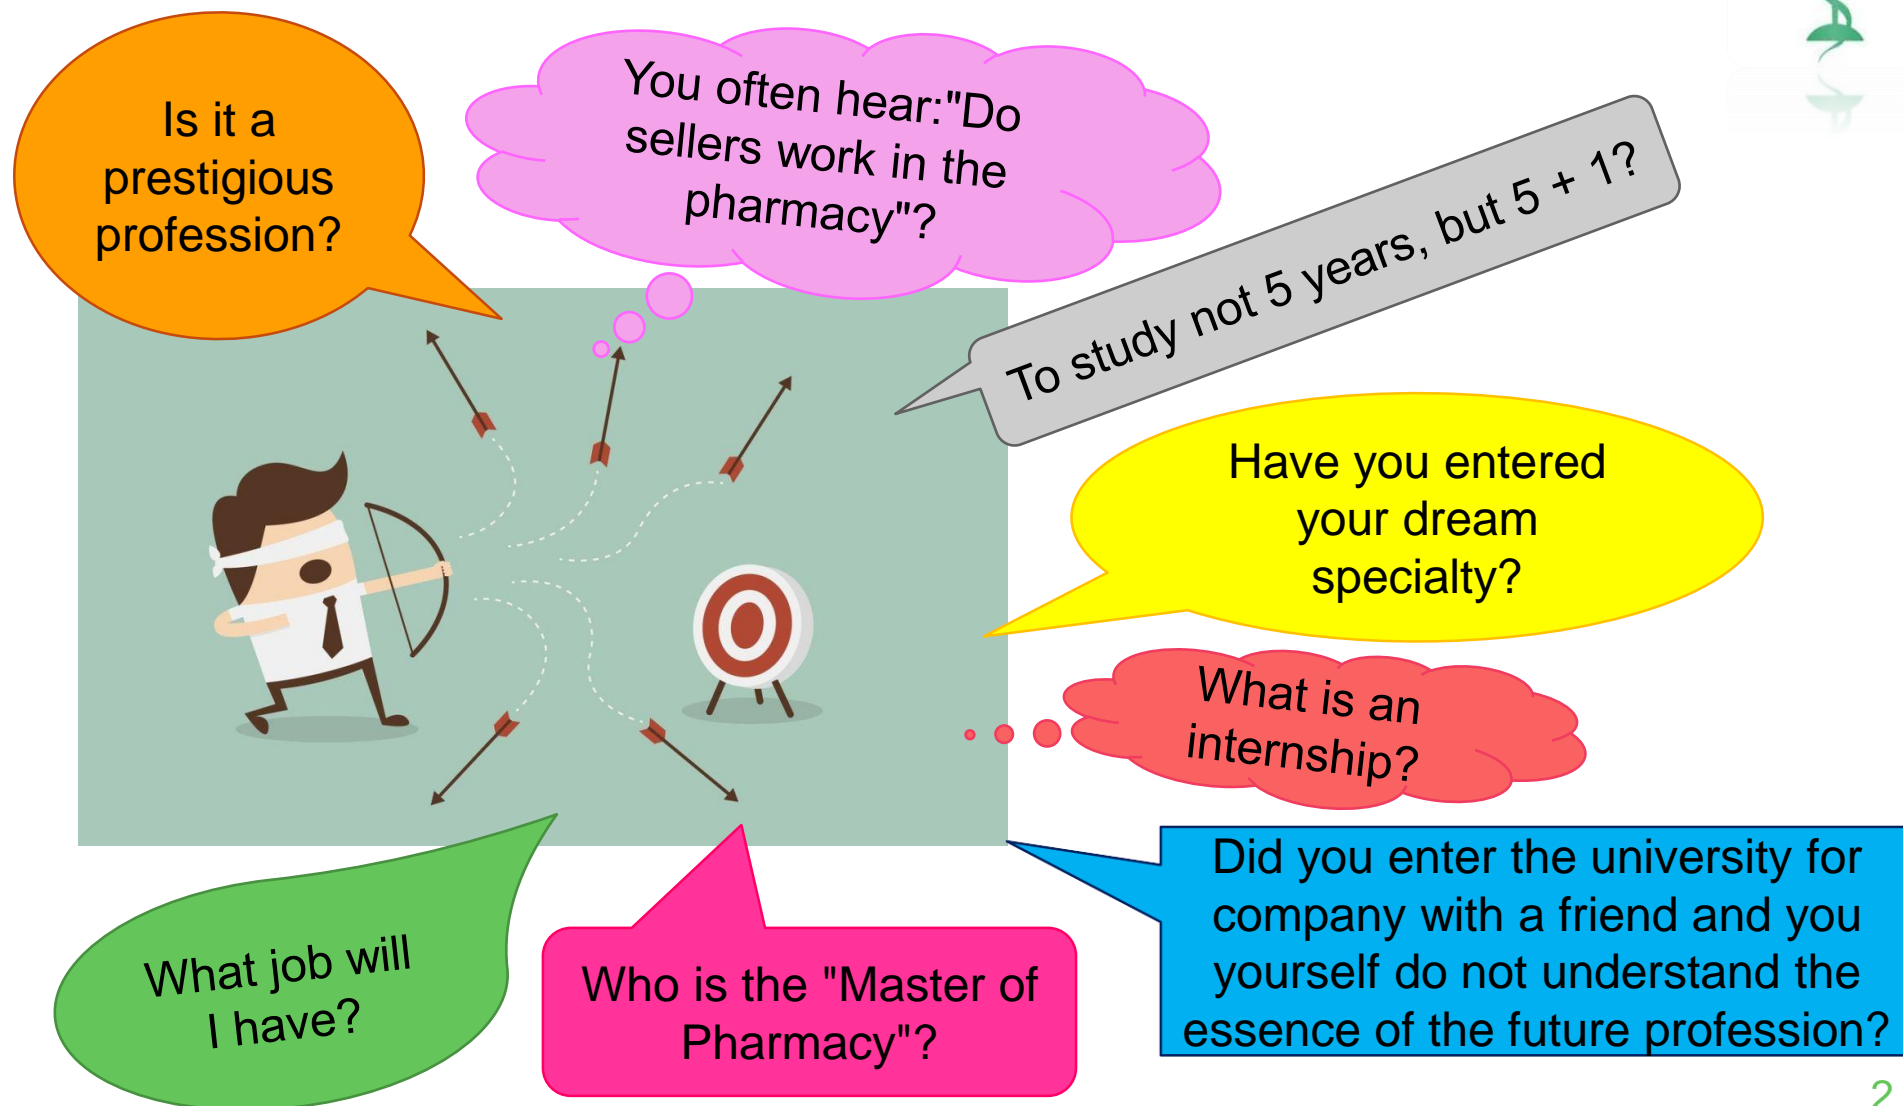 Is it a
prestigious
profession?
You often hear:"Do
sellers work in the
pharmacy"?
To study not 5 years, but 5 + 1?
Have you entered
your dream
specialty?
What is an
internship?
Did you enter the university for
company with a friend and you
yourself do not understand the
essence of the future profession?
Who is the "Master of
Pharmacy"?
What job will
I have?
2